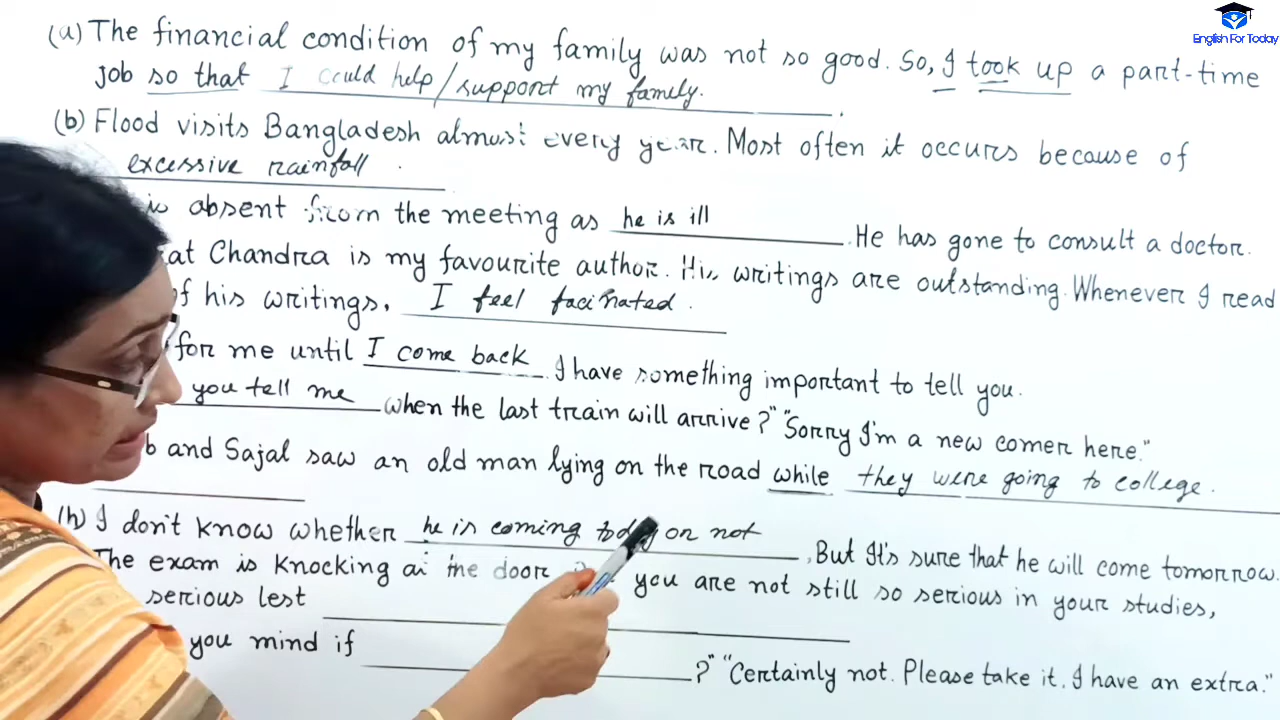 English For Today
(a) The financial condition of my family was not so good. So, I took up a part-time
job so that I could help/support my family.
(b) Flood visits Bangladesh almost every year. Most often it occurs because of
excessive rainfall.
is absent from the meeting as he is ill. He has gone to consult a doctor.
at Chandra is my favourite author. His writings are outstanding. Whenever I read
of his writings, I feel facinated.
for me until I come back. I have something important to tell you.
you tell me when the last train will arrive?" "Sorry I'm a new comer here."
b and Sajal saw an old man lying on the road while they were going to college.
(h) I don't know whether he is coming today or not. But It's sure that he will come tomorrow.
The exam is knocking at the door you are not still so serious in your studies,
serious lest
you mind if ?" "Certainly not. Please take it. I have an extra."